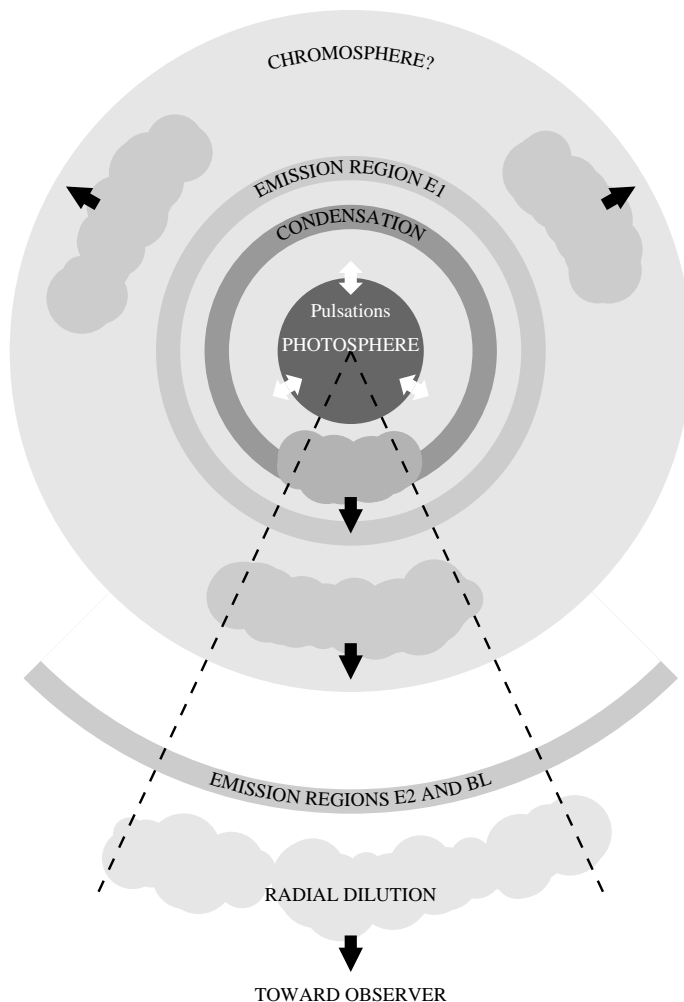 CHROMOSPHERE?
EMISSION REGION E1
CONDENSATION
Pulsations
PHOTOSPHERE
EMISSION REGIONS E2 AND BL
RADIAL DILUTION
TOWARD OBSERVER